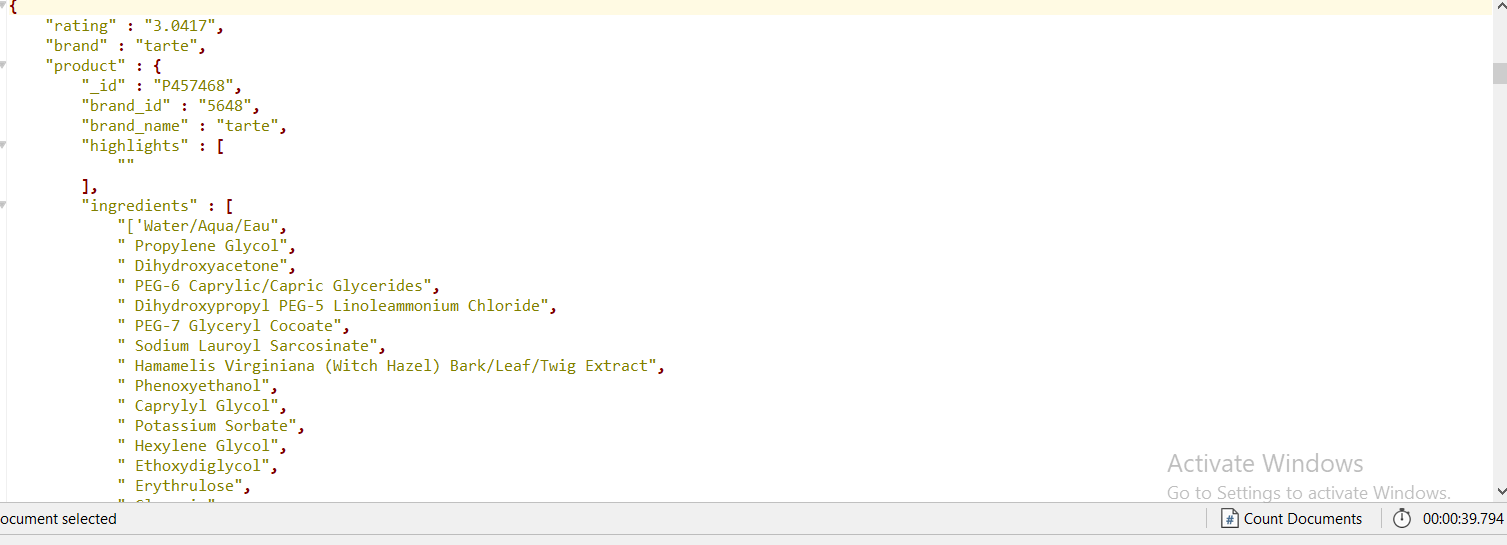 {
"rating" : "3.0417",
"brand" : "tarte",
"product" : {
"_id" : "P457468",
"brand_id" : "5648",
"brand_name" : "tarte",
"highlights" : [
""
],
"ingredients" : [
"['Water/Aqua/Eau",
" Propylene Glycol",
" Dihydroxyacetone",
" PEG-6 Caprylic/Capric Glycerides",
" Dihydroxypropyl PEG-5 Linoleammonium Chloride",
" PEG-7 Glyceryl Cocoate",
" Sodium Lauroyl Sarcosinate",
" Hamamelis Virginiana (Witch Hazel) Bark/Leaf/Twig Extract",
" Phenoxyethanol",
" Caprylyl Glycol",
" Potassium Sorbate",
" Hexylene Glycol",
" Ethoxydiglycol",
" Erythrulose",
Activate Windows
Go to Settings to activate Windows.
ocument selected
# Count Documents
00:00:39.794